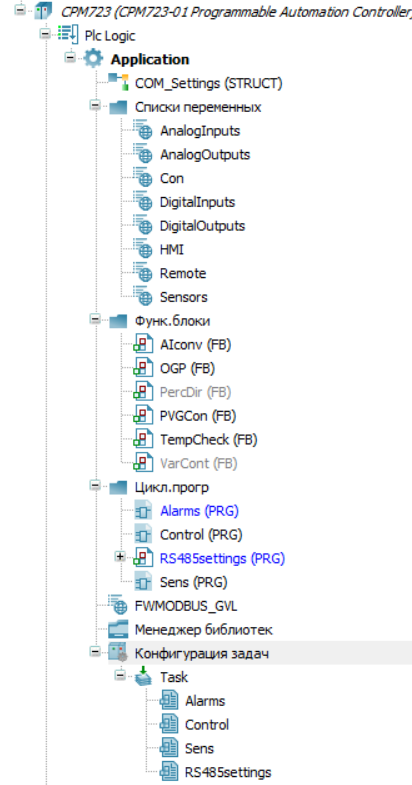 CPM723 (CPM723-01 Programmable Automation Controller)
Plc Logic
Application
COM_Settings (STRUCT)
Списки переменных
AnalogInputs
AnalogOutputs
Con
DigitalInputs
DigitalOutputs
HMI
Remote
Sensors
Функ.блоки
AIconv (FB)
OGP (FB)
PercDir (FB)
PVGCon (FB)
TempCheck (FB)
VarCont (FB)
Цикл.прогр
Alarms (PRG)
Control (PRG)
RS485settings (PRG)
Sens (PRG)
FWMODBUS_GVL
Менеджер библиотек
Конфигурация задач
Task
Alarms
Control
Sens
RS485settings